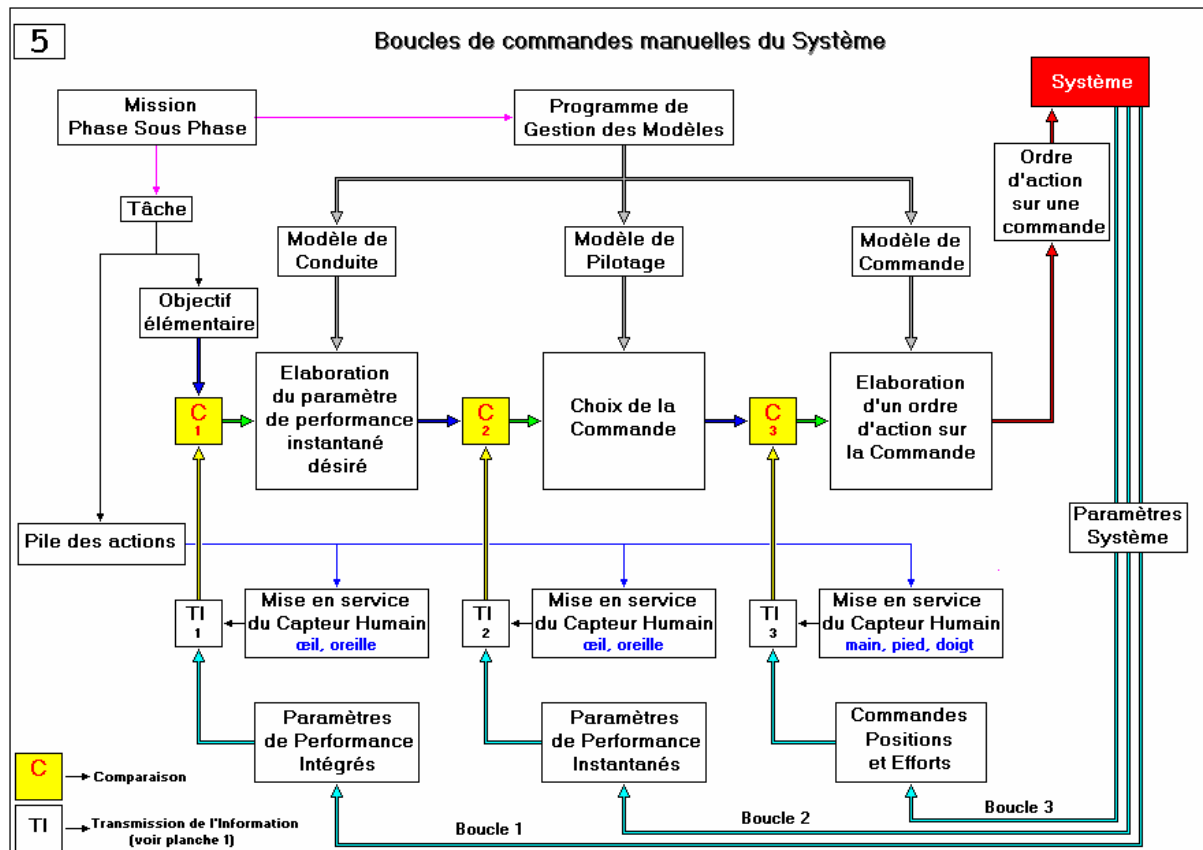 5
Boucles de commandes manuelles du Système
Système
Mission
Phase Sous Phase
Programme de
Gestion des Modèles
Ordre
d'action
sur une
commande
Tâche
Modèle de
Conduite
Modèle de
Pilotage
Modèle de
Commande
Objectif
élémentaire
C
1
Elaboration
du paramètre
de performance
instantané
désiré
C
2
Choix de la
Commande
C
3
Elaboration
d'un ordre
d'action sur
la Commande
Pile des actions
Paramètres
Système
TI
1
Mise en service
du Capteur Humain
œil, oreille
TI
2
Mise en service
du Capteur Humain
œil, oreille
TI
3
Mise en service
du Capteur Humain
main, pied, doigt
Paramètres
de Performance
Intégrés
Paramètres
de Performance
Instantanés
Commandes
Positions
et Efforts
C
Comparaison
TI
Transmission de l'Information
(voir planche 1)
Boucle 1
Boucle 2
Boucle 3